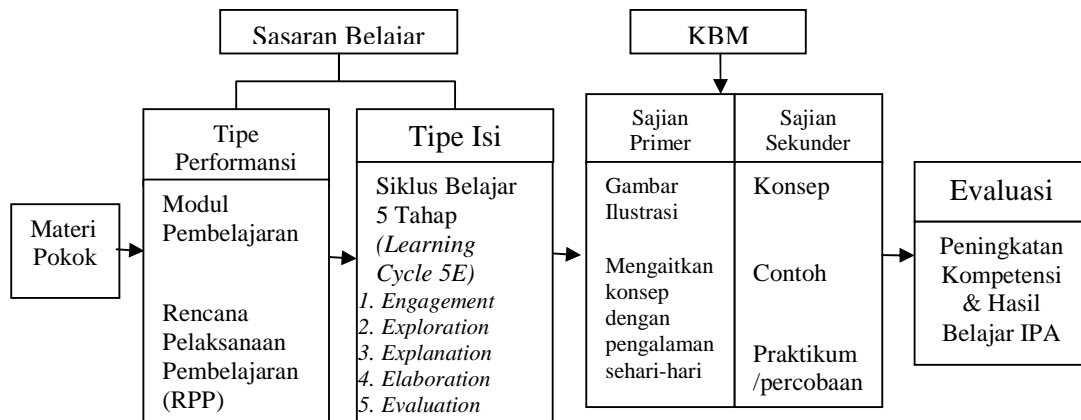 Sasaran Belajar
KBM
Materi
Pokok
Tipe
Performansi
Modul
Pembelajaran
Rencana
Pelaksanaan
Pembelajaran
(RPP)
Tipe Isi
Siklus Belajar
5 Tahap
(Learning
Cycle 5E)
1. Engagement
2. Exploration
3. Explanation
4. Elaboration
5. Evaluation
Sajian
Primer
Gambar
Ilustrasi
Mengaitkan
konsep
dengan
pengalaman
sehari-hari
Sajian
Sekunder
Konsep
Contoh
Praktikum
/percobaan
Evaluasi
Peningkatan
Kompetensi
& Hasil
Belajar IPA